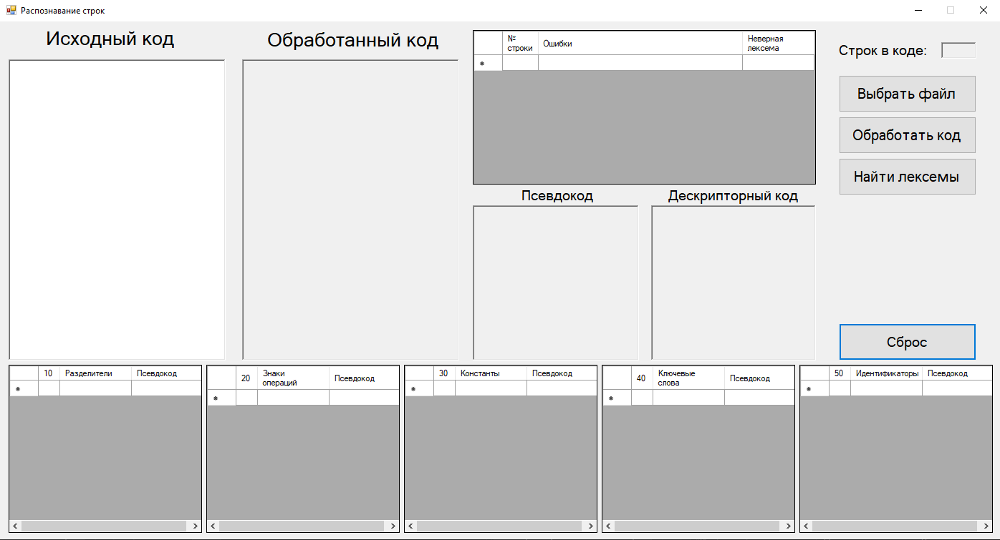 Распознавание строк
Исходный код
Обработанный код
№ строки
Ошибки
Неверная лексема
Строк в коде:
Выбрать файл
Обработать код
Найти лексемы
Псевдокод
Дескрипторный код
Сброс
10 Разделители Псевдокод
20 Знаки операций Псевдокод
30 Константы Псевдокод
40 Ключевые слова Псевдокод
50 Идентификаторы Псевдокод